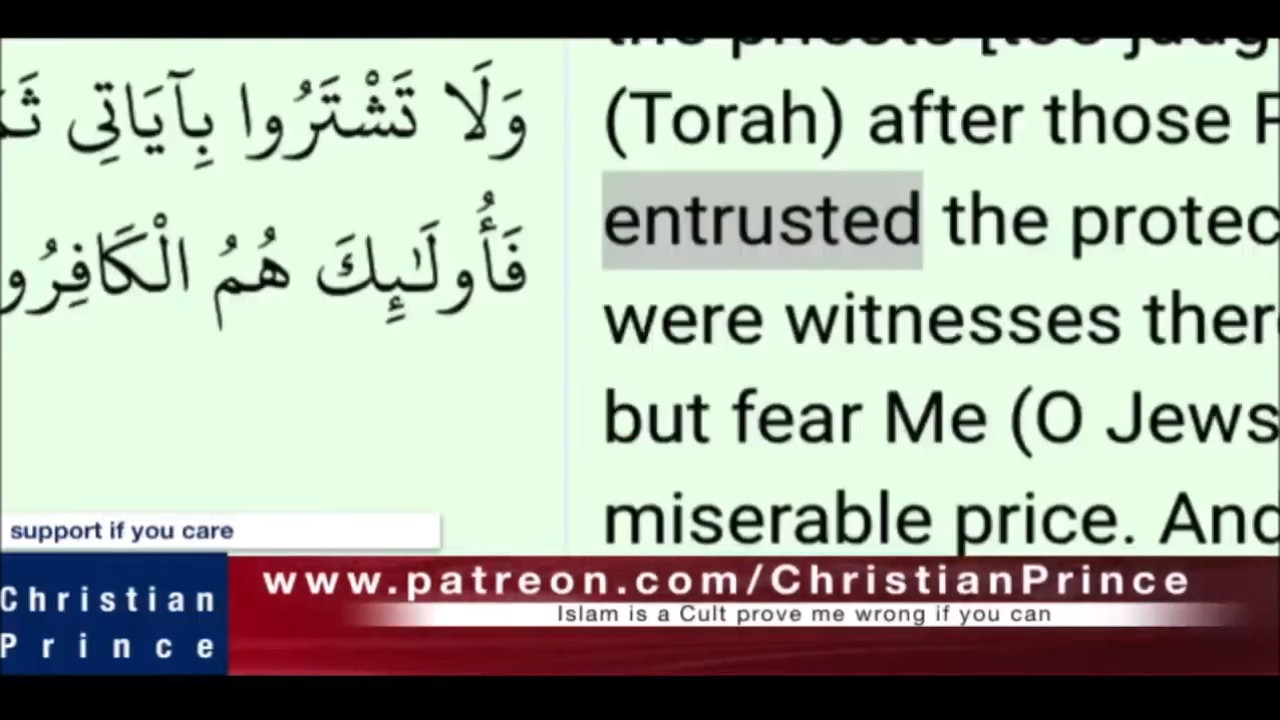 وَلَا تَشْتَرُوا بِآيَاتِي
فَأُولَـٰئِكَ هُمُ
(Torah) after those
entrusted the
were witnesses
but fear Me (O Jews
miserable price.
support if you care
Christian
Prince
www.patreon.com/ChristianPrince
Islam is a Cult prove me wrong if you can